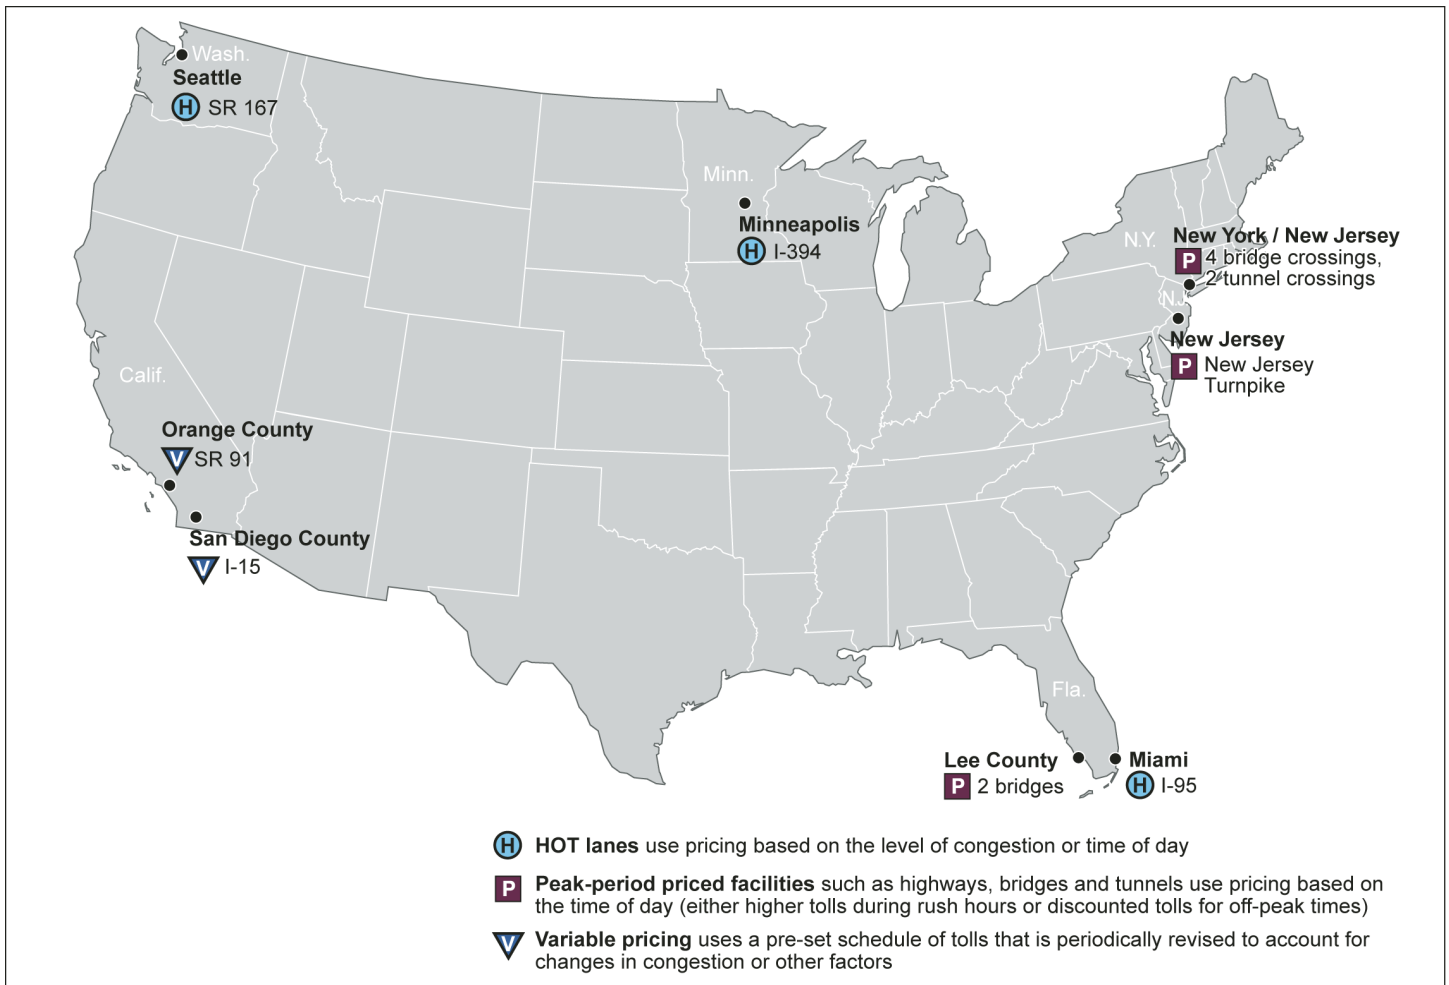 Wash.
Seattle
H SR 167
Minn.
Minneapolis
H I-394
N.Y.
New York / New Jersey
P 4 bridge crossings,
2 tunnel crossings
N.J.
New Jersey
P New Jersey
Turnpike
Calif.
Orange County
V SR 91
San Diego County
V I-15
Fla.
Lee County
P 2 bridges
Miami
H I-95
H HOT lanes use pricing based on the level of congestion or time of day
P Peak-period priced facilities such as highways, bridges and tunnels use pricing based on
the time of day (either higher tolls during rush hours or discounted tolls for off-peak times)
V Variable pricing uses a pre-set schedule of tolls that is periodically revised to account for
changes in congestion or other factors